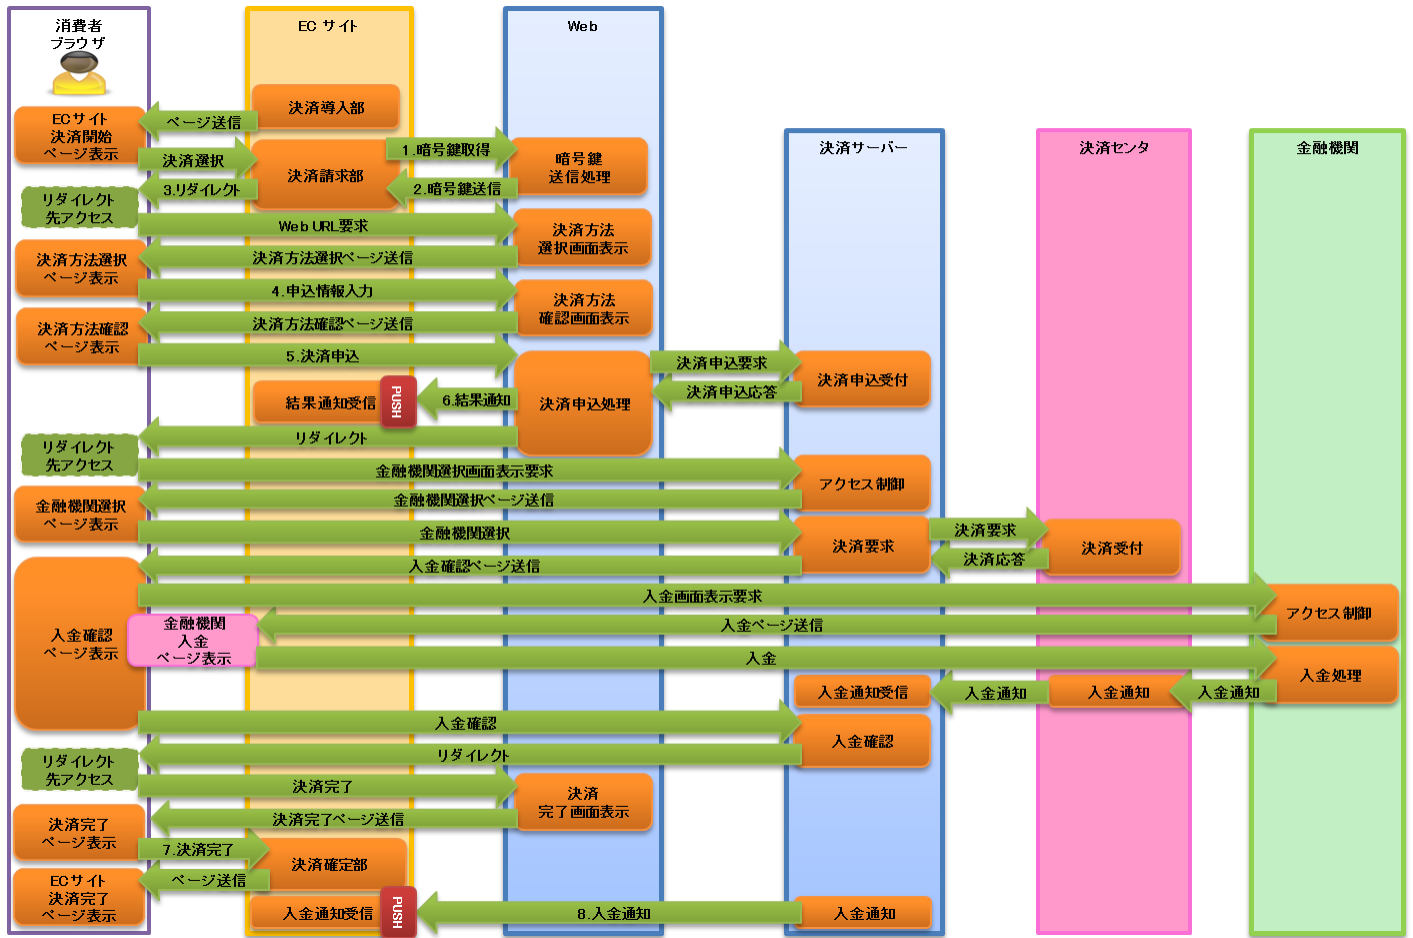 消費者
ブラウザ
ECサイト
Web
決済サーバー
決済センタ
金融機関
決済導入部
ページ送信
ECサイト
決済開始
ページ表示
決済選択
決済請求部
1.暗号鍵取得
暗号鍵
送信処理
3.リダイレクト
2.暗号鍵送信
リダイレクト
先アクセス
Web URL要求
決済方法
選択画面表示
決済方法選択ページ送信
決済方法選択
ページ表示
4.申込情報入力
決済方法
確認画面表示
決済方法確認ページ送信
決済方法確認
ページ表示
5.決済申込
決済申込処理
決済申込要求
決済申込受付
決済申込応答
結果通知受信
PUSH
6.結果通知
リダイレクト
リダイレクト
先アクセス
金融機関選択画面表示要求
アクセス制御
金融機関選択ページ送信
金融機関選択
ページ表示
金融機関選択
決済要求
決済要求
決済受付
決済応答
入金確認ページ送信
入金確認
ページ表示
入金画面表示要求
アクセス制御
金融機関
入金
ページ表示
入金ページ送信
入金
入金処理
入金通知受信
入金通知
入金通知
入金通知
入金確認
入金確認
リダイレクト
リダイレクト
先アクセス
決済完了
決済
完了画面表示
決済完了ページ送信
決済完了
ページ表示
7.決済完了
決済確定部
ページ送信
ECサイト
決済完了
ページ表示
入金通知受信
PUSH
8.入金通知
入金通知